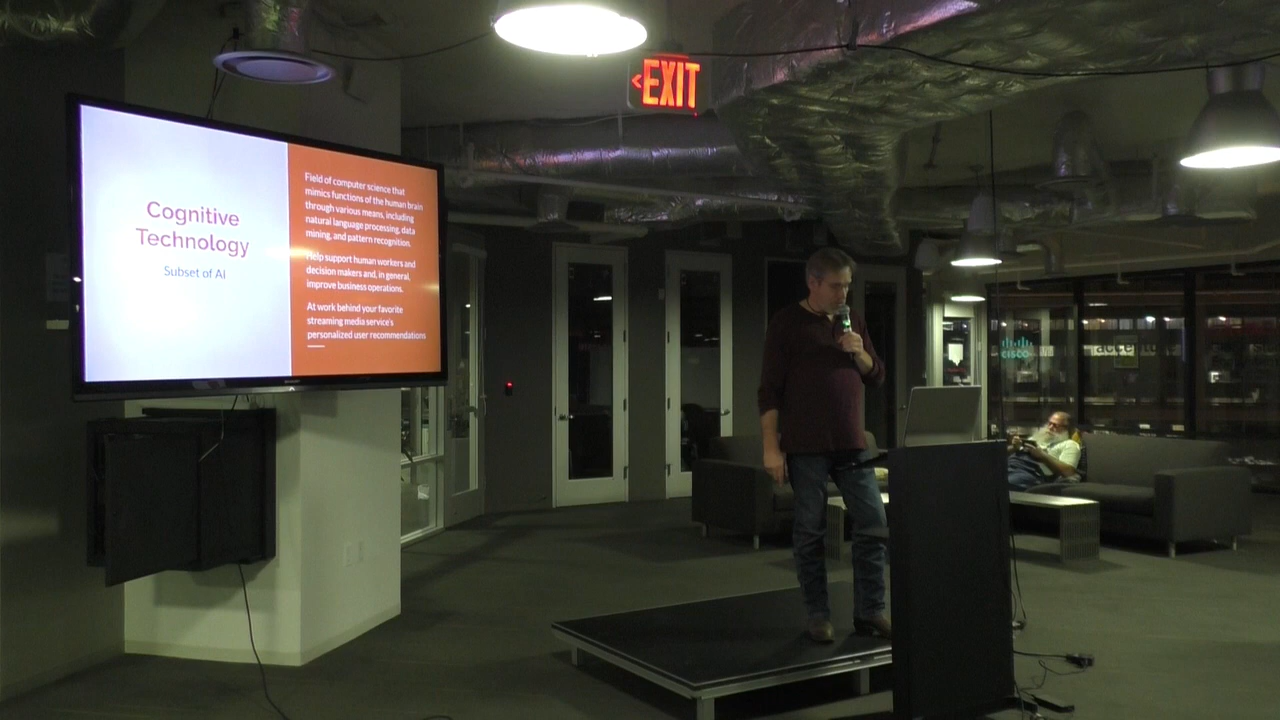 <EXIT
Cognitive
Technology
Subset of AI
Field of computer science that
mimics functions of the human brain
through various means, including
natural language processing, data
mining, and pattern recognition.
Help support human workers and
decision makers and, in general,
improve business operations.
At work behind your favorite
streaming media service's
personalized user recommendations
CISCO